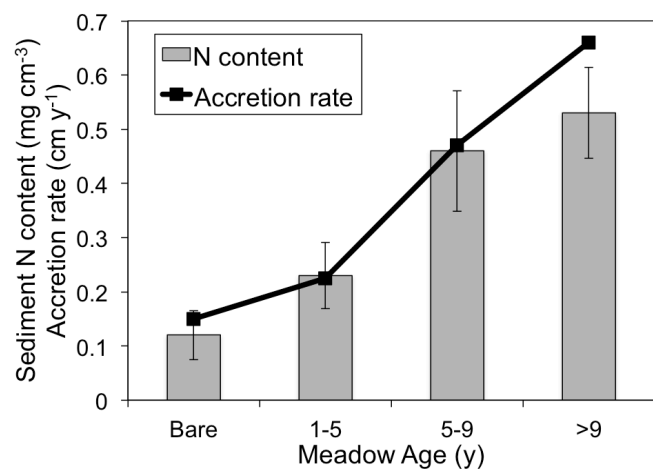 Sediment N content (mg cm⁻³)
Accretion rate (cm y⁻¹)
0.7
0.6
0.5
0.4
0.3
0.2
0.1
0
N content
Accretion rate
Bare 1-5 5-9 >9
Meadow Age (y)